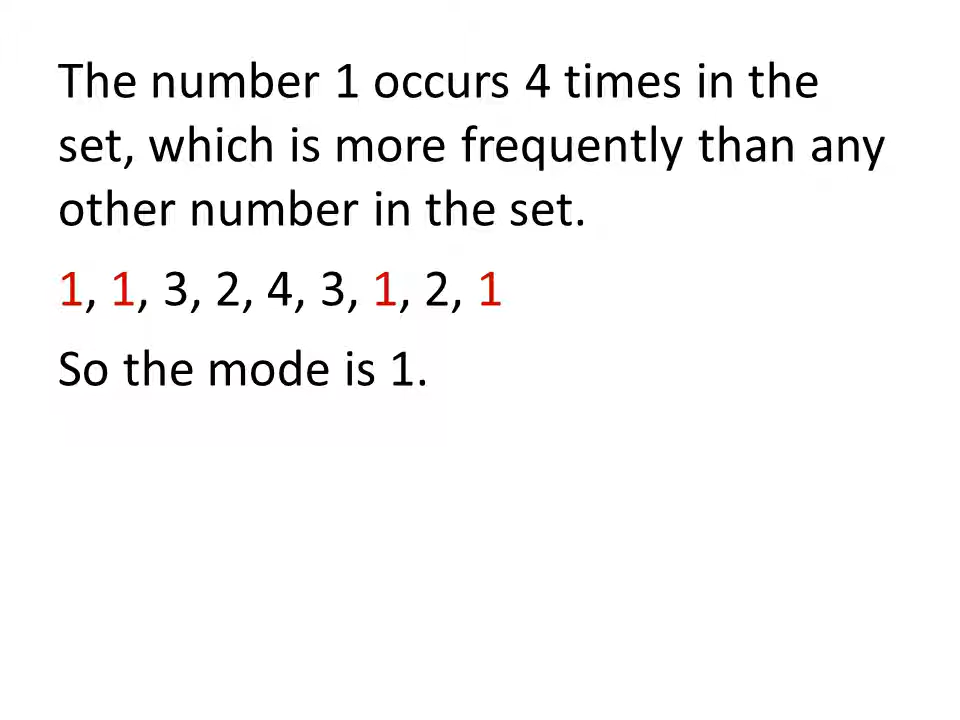 The number 1 occurs 4 times in the
set, which is more frequently than any
other number in the set.
1, 1, 3, 2, 4, 3, 1, 2, 1
So the mode is 1.